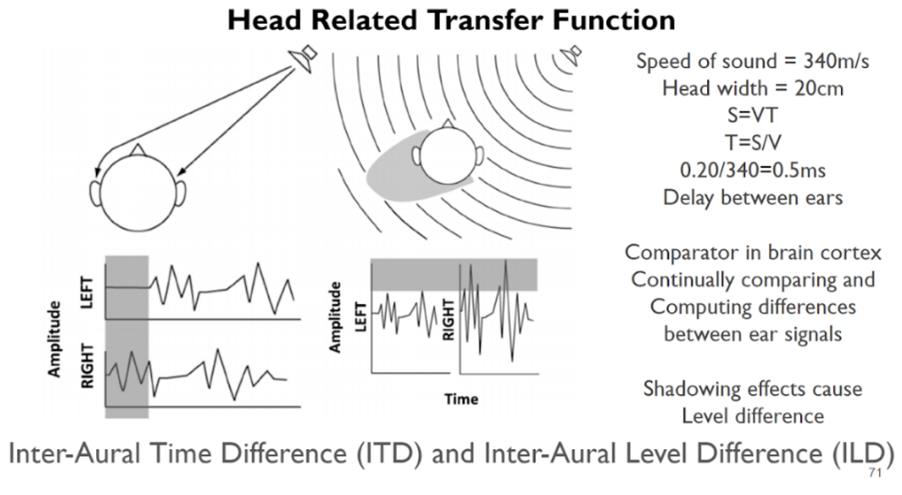 Head Related Transfer Function
Speed of sound = 340m/s
Head width = 20cm
S=VT
T=S/V
0.20/340=0.5ms
Delay between ears
Comparator in brain cortex
Continually comparing and
Computing differences
between ear signals
Shadowing effects cause
Level difference
Amplitude
LEFT
RIGHT
Amplitude
LEFT
RIGHT
Time
Inter-Aural Time Difference (ITD) and Inter-Aural Level Difference (ILD)
71